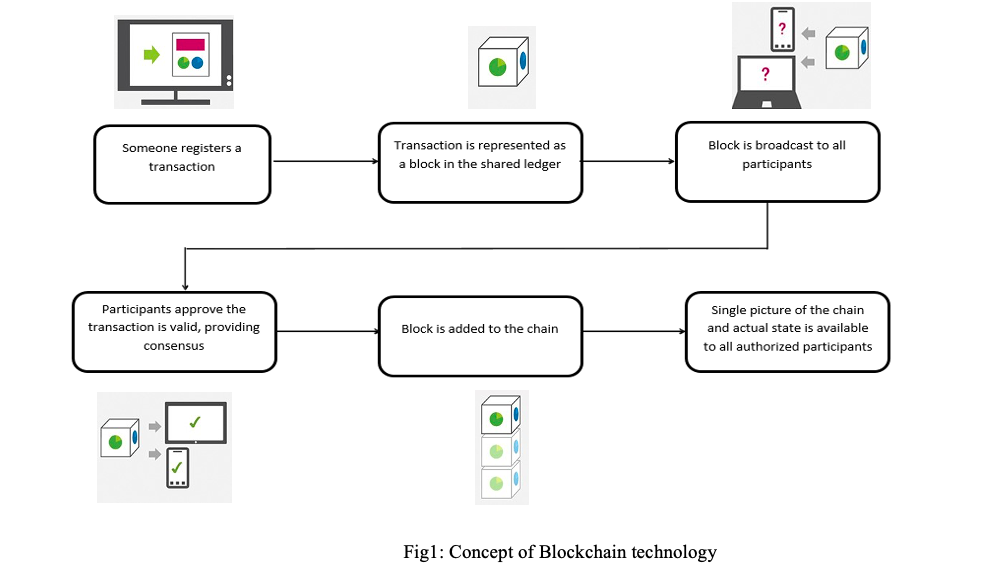 ?
?
Someone registers a
transaction
Transaction is represented as
a block in the shared ledger
Block is broadcast to all
participants
Participants approve the
transaction is valid, providing
consensus
Block is added to the chain
Single picture of the chain
and actual state is available
to all authorized participants
Fig1: Concept of Blockchain technology